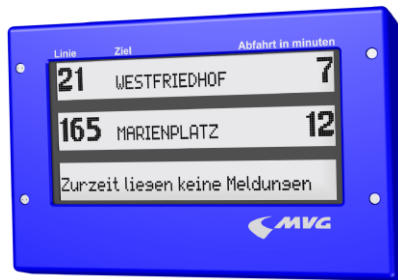 Linie Ziel Abfahrt in minuten
21 WESTFRIEDHOF 7
165 MARIENPLATZ 12
Zurzeit liegen keine Meldungen
MVG